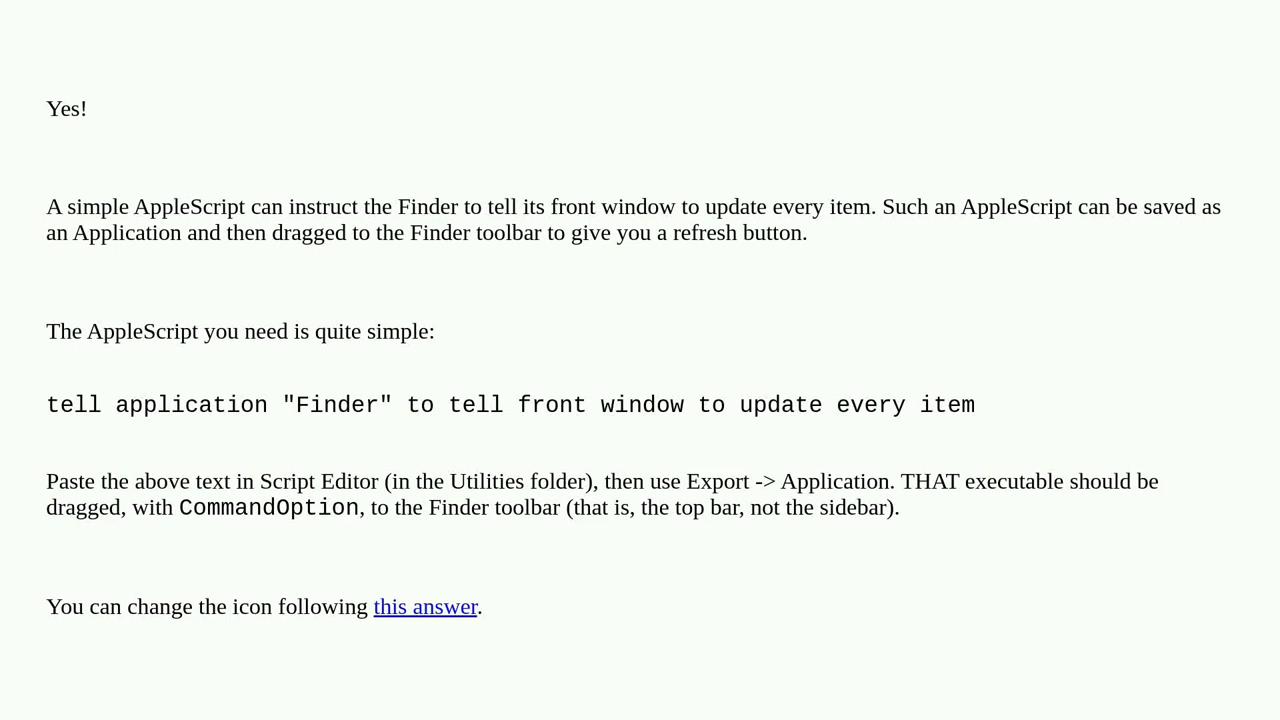 Yes!
A simple AppleScript can instruct the Finder to tell its front window to update every item. Such an AppleScript can be saved as
an Application and then dragged to the Finder toolbar to give you a refresh button.
The AppleScript you need is quite simple:
tell application "Finder" to tell front window to update every item
Paste the above text in Script Editor (in the Utilities folder), then use Export -> Application. THAT executable should be
dragged, with CommandOption, to the Finder toolbar (that is, the top bar, not the sidebar).
You can change the icon following this answer.